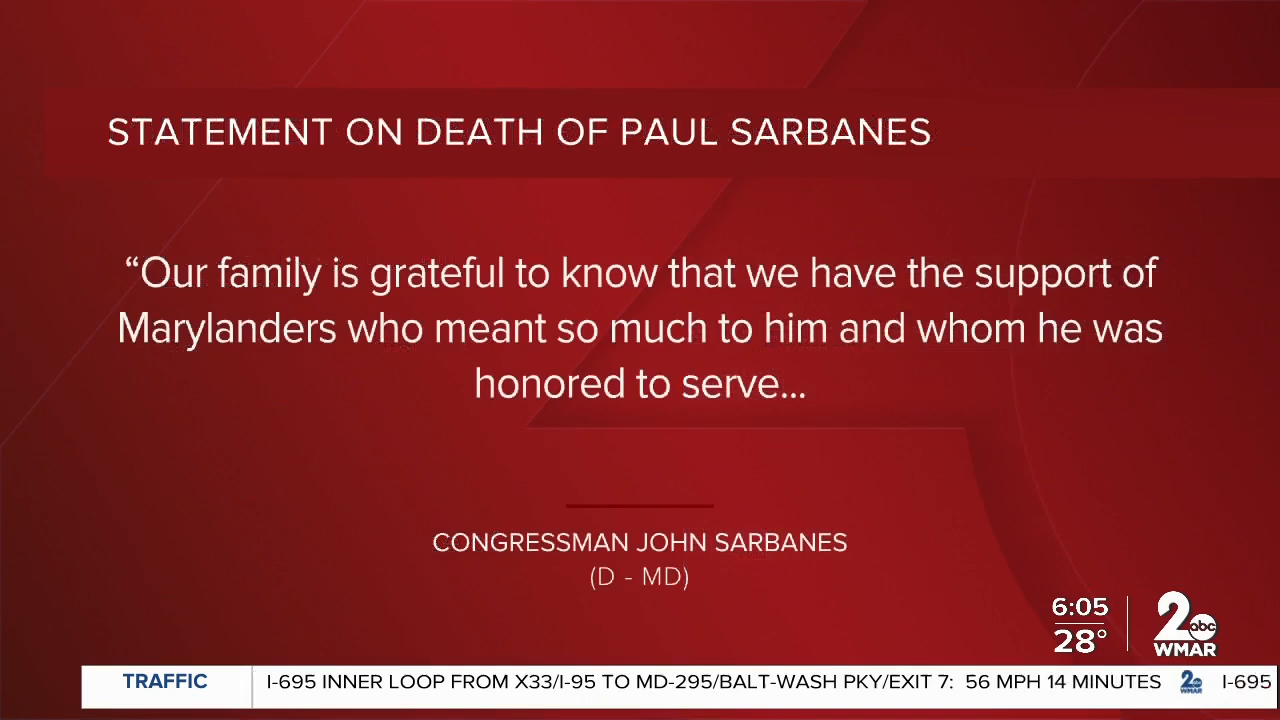 STATEMENT ON DEATH OF PAUL SARBANES
“Our family is grateful to know that we have the support of
Marylanders who meant so much to him and whom he was
honored to serve...
CONGRESSMAN JOHN SARBANES
(D - MD)
6:05
28°
2 abc
WMAR
TRAFFIC I-695 INNER LOOP FROM X33/I-95 TO MD-295/BALT-WASH PKY/EXIT 7: 56 MPH 14 MINUTES 2 WMAR I-695